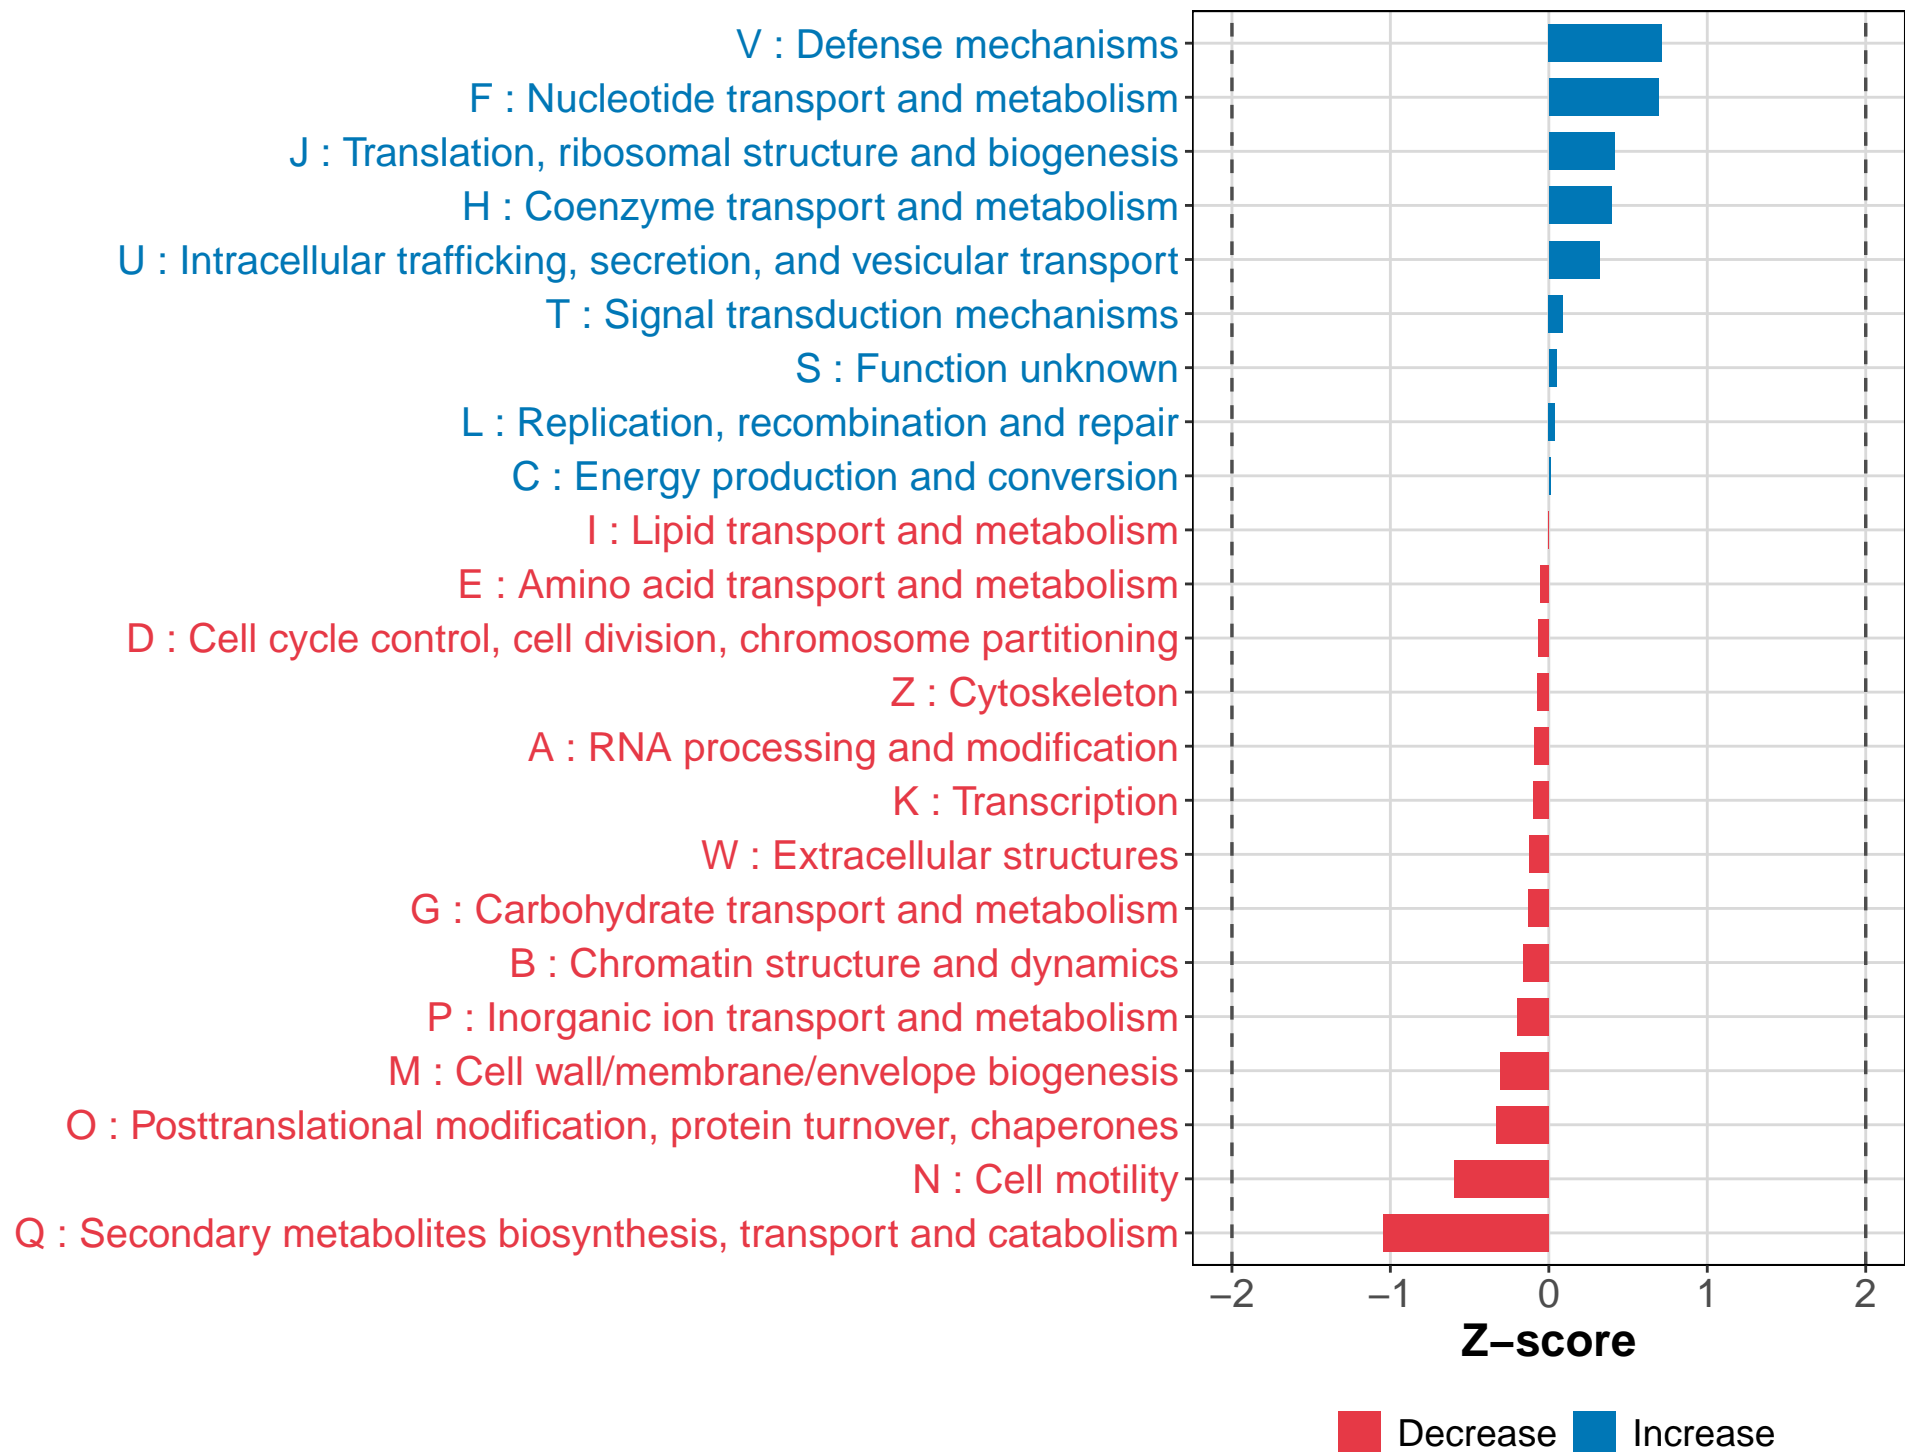 V : Defense mechanisms
F : Nucleotide transport and metabolism
J : Translation, ribosomal structure and biogenesis
H : Coenzyme transport and metabolism
U : Intracellular trafficking, secretion, and vesicular transport
T : Signal transduction mechanisms
S : Function unknown
L : Replication, recombination and repair
C : Energy production and conversion
I : Lipid transport and metabolism
E : Amino acid transport and metabolism
D : Cell cycle control, cell division, chromosome partitioning
Z : Cytoskeleton
A : RNA processing and modification
K : Transcription
W : Extracellular structures
G : Carbohydrate transport and metabolism
B : Chromatin structure and dynamics
P : Inorganic ion transport and metabolism
M : Cell wall/membrane/envelope biogenesis
O : Posttranslational modification, protein turnover, chaperones
N : Cell motility
Q : Secondary metabolites biosynthesis, transport and catabolism
−2 −1 0 1 2
Z−score
Decrease Increase